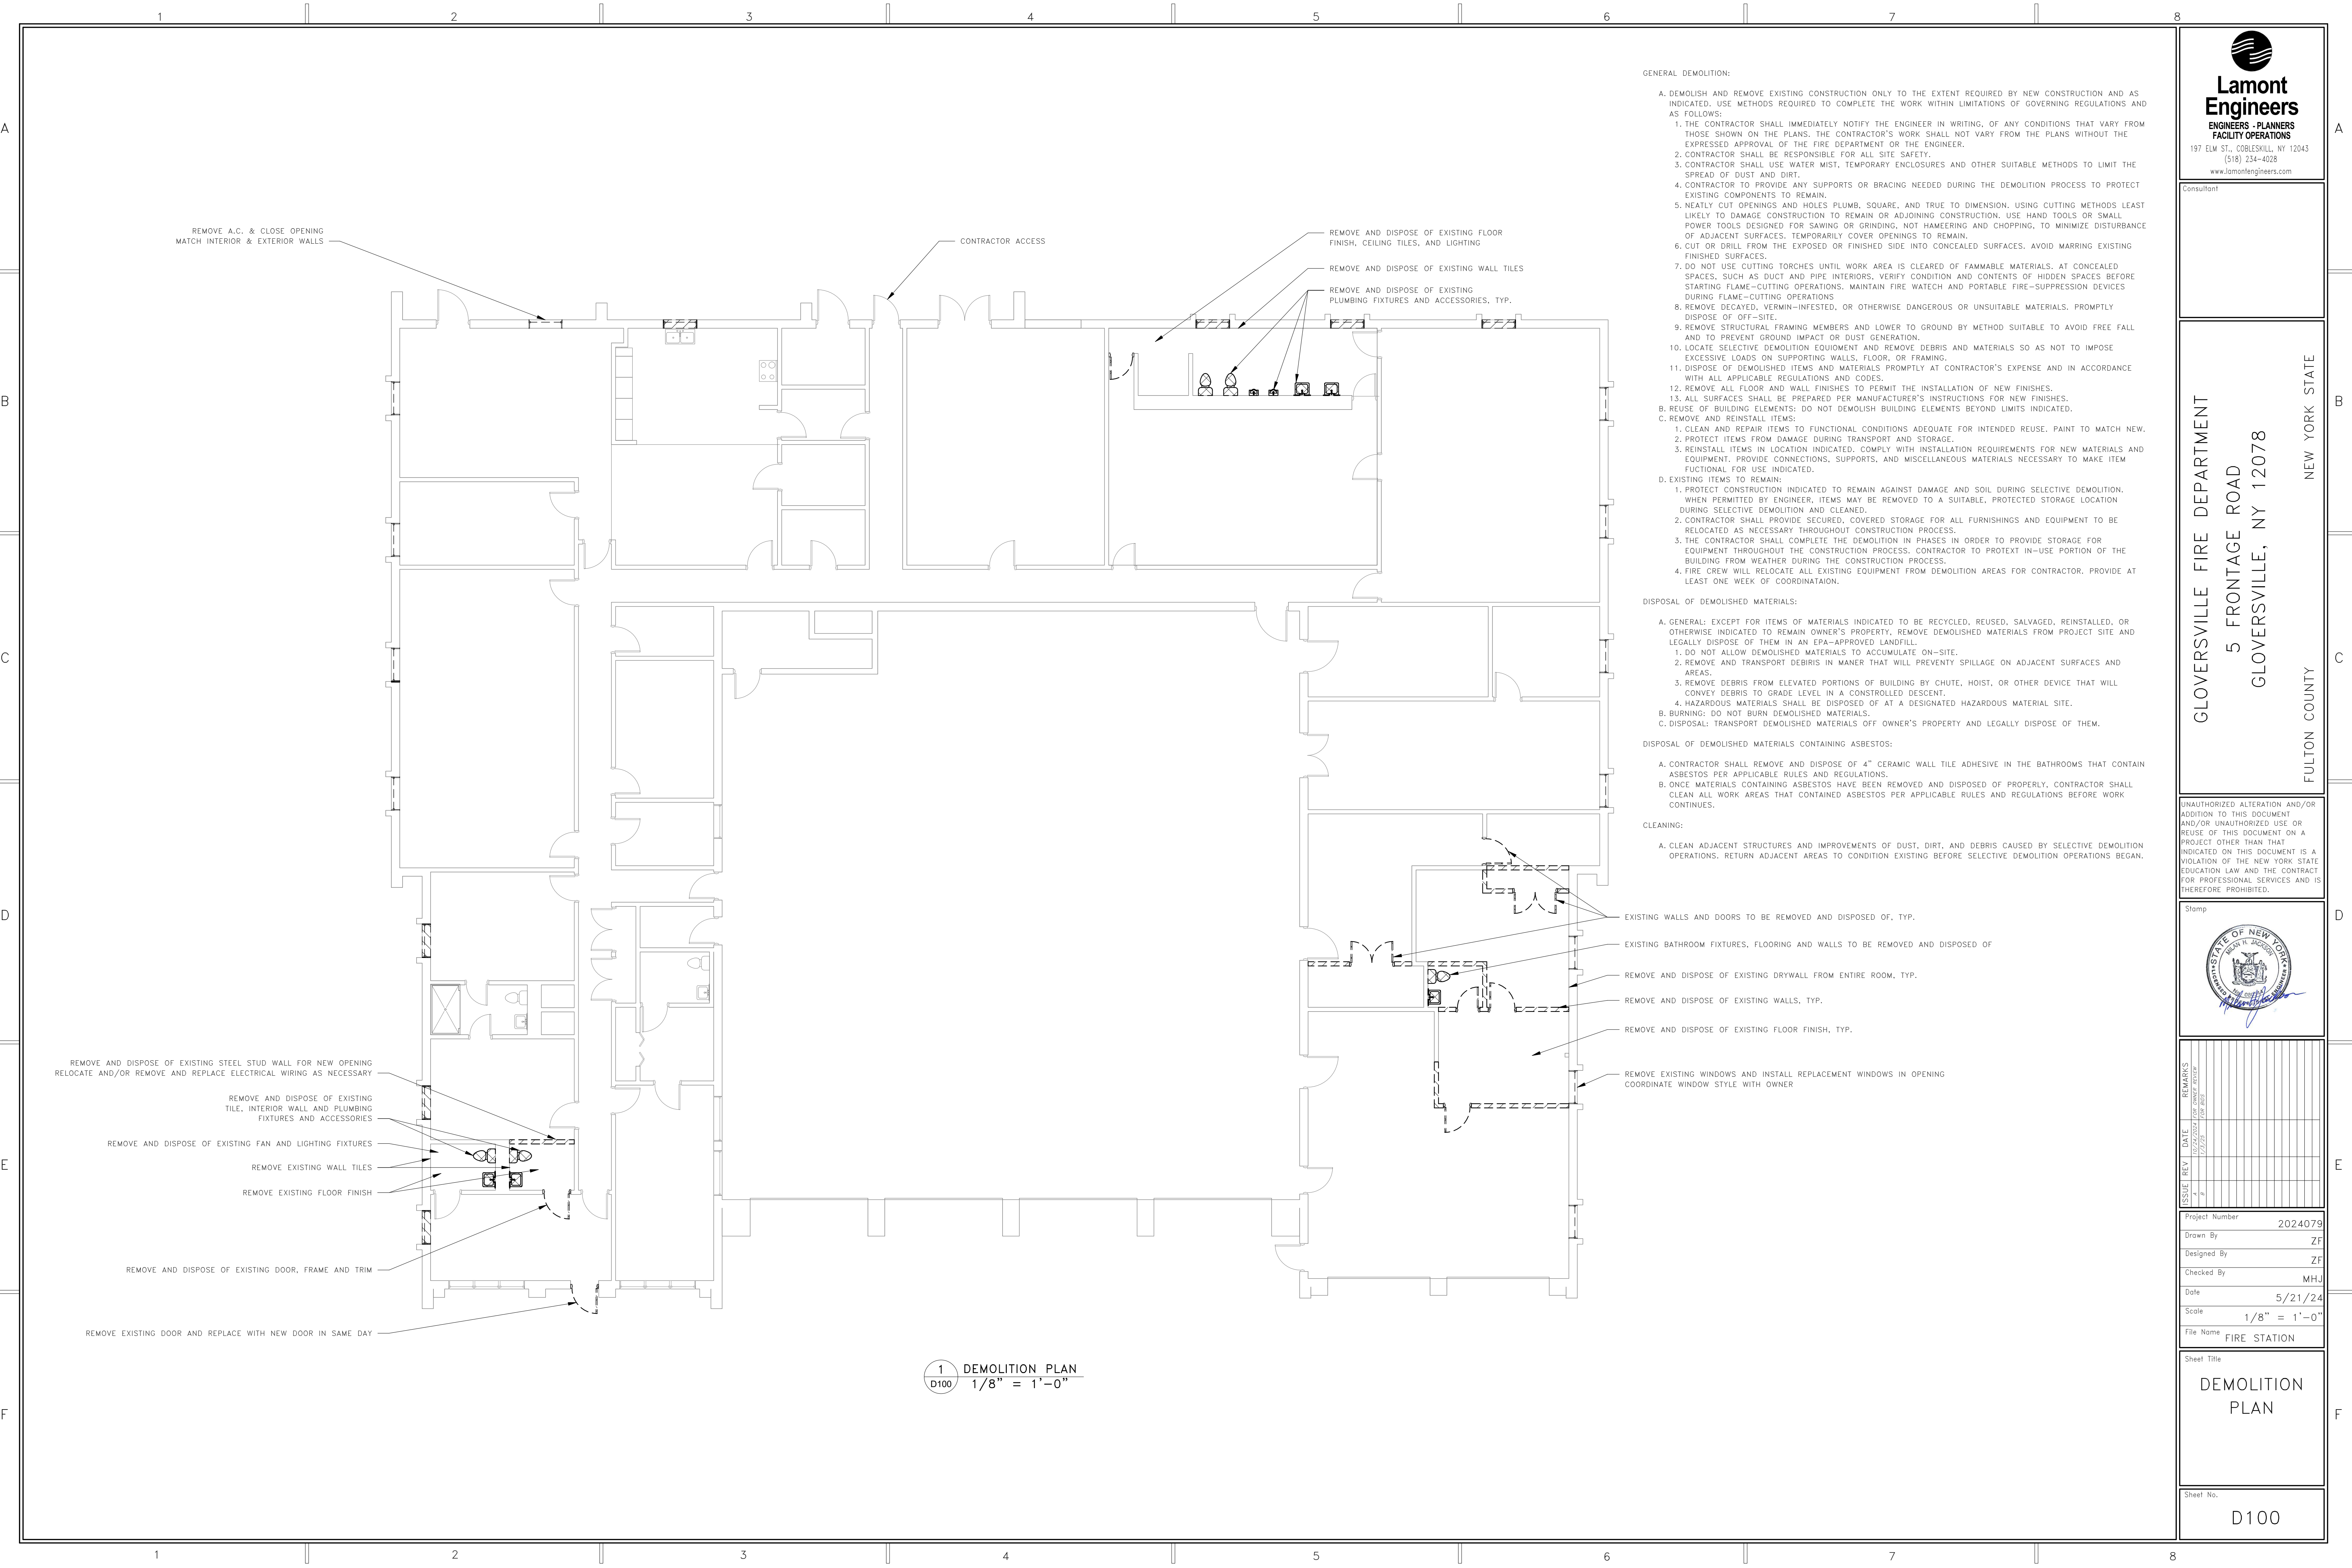 1 2 3 4 5 6 7 8
A
B
C
D
E
F
REMOVE A.C. & CLOSE OPENING
MATCH INTERIOR & EXTERIOR WALLS
CONTRACTOR ACCESS
REMOVE AND DISPOSE OF EXISTING FLOOR
FINISH, CEILING TILES, AND LIGHTING
REMOVE AND DISPOSE OF EXISTING WALL TILES
REMOVE AND DISPOSE OF EXISTING
PLUMBING FIXTURES AND ACCESSORIES, TYP.
EXISTING WALLS AND DOORS TO BE REMOVED AND DISPOSED OF, TYP.
EXISTING BATHROOM FIXTURES, FLOORING AND WALLS TO BE REMOVED AND DISPOSED OF
REMOVE AND DISPOSE OF EXISTING DRYWALL FROM ENTIRE ROOM, TYP.
REMOVE AND DISPOSE OF EXISTING WALLS, TYP.
REMOVE AND DISPOSE OF EXISTING FLOOR FINISH, TYP.
REMOVE EXISTING WINDOWS AND INSTALL REPLACEMENT WINDOWS IN OPENING
COORDINATE WINDOW STYLE WITH OWNER
REMOVE AND DISPOSE OF EXISTING STEEL STUD WALL FOR NEW OPENING
RELOCATE AND/OR REMOVE AND REPLACE ELECTRICAL WIRING AS NECESSARY
REMOVE AND DISPOSE OF EXISTING
TILE, INTERIOR WALL AND PLUMBING
FIXTURES AND ACCESSORIES
REMOVE AND DISPOSE OF EXISTING FAN AND LIGHTING FIXTURES
REMOVE EXISTING WALL TILES
REMOVE EXISTING FLOOR FINISH
REMOVE AND DISPOSE OF EXISTING DOOR, FRAME AND TRIM
REMOVE EXISTING DOOR AND REPLACE WITH NEW DOOR IN SAME DAY
1 DEMOLITION PLAN
D100 1/8" = 1'-0"
GENERAL DEMOLITION:
A. DEMOLISH AND REMOVE EXISTING CONSTRUCTION ONLY TO THE EXTENT REQUIRED BY NEW CONSTRUCTION AND AS
INDICATED. USE METHODS REQUIRED TO COMPLETE THE WORK WITHIN LIMITATIONS OF GOVERNING REGULATIONS AND
AS FOLLOWS:
1. THE CONTRACTOR SHALL IMMEDIATELY NOTIFY THE ENGINEER IN WRITING, OF ANY CONDITIONS THAT VARY FROM
THOSE SHOWN ON THE PLANS. THE CONTRACTOR'S WORK SHALL NOT VARY FROM THE PLANS WITHOUT THE
EXPRESSED APPROVAL OF THE FIRE DEPARTMENT OR THE ENGINEER.
2. CONTRACTOR SHALL BE RESPONSIBLE FOR ALL SITE SAFETY.
3. CONTRACTOR SHALL USE WATER MIST, TEMPORARY ENCLOSURES AND OTHER SUITABLE METHODS TO LIMIT THE
SPREAD OF DUST AND DIRT.
4. CONTRACTOR TO PROVIDE ANY SUPPORTS OR BRACING NEEDED DURING THE DEMOLITION PROCESS TO PROTECT
EXISTING COMPONENTS TO REMAIN.
5. NEATLY CUT OPENINGS AND HOLES PLUMB, SQUARE, AND TRUE TO DIMENSION. USING CUTTING METHODS LEAST
LIKELY TO DAMAGE CONSTRUCTION TO REMAIN OR ADJOINING CONSTRUCTION. USE HAND TOOLS OR SMALL
POWER TOOLS DESIGNED FOR SAWING OR GRINDING, NOT HAMEERING AND CHOPPING, TO MINIMIZE DISTURBANCE
OF ADJACENT SURFACES. TEMPORARILY COVER OPENINGS TO REMAIN.
6. CUT OR DRILL FROM THE EXPOSED OR FINISHED SIDE INTO CONCEALED SURFACES. AVOID MARRING EXISTING
FINISHED SURFACES.
7. DO NOT USE CUTTING TORCHES UNTIL WORK AREA IS CLEARED OF FAMMABLE MATERIALS. AT CONCEALED
SPACES, SUCH AS DUCT AND PIPE INTERIORS, VERIFY CONDITION AND CONTENTS OF HIDDEN SPACES BEFORE
STARTING FLAME-CUTTING OPERATIONS. MAINTAIN FIRE WATECH AND PORTABLE FIRE-SUPPRESSION DEVICES
DURING FLAME-CUTTING OPERATIONS
8. REMOVE DECAYED, VERMIN-INFESTED, OR OTHERWISE DANGEROUS OR UNSUITABLE MATERIALS. PROMPTLY
DISPOSE OF OFF-SITE.
9. REMOVE STRUCTURAL FRAMING MEMBERS AND LOWER TO GROUND BY METHOD SUITABLE TO AVOID FREE FALL
AND TO PREVENT GROUND IMPACT OR DUST GENERATION.
10. LOCATE SELECTIVE DEMOLITION EQUIOMENT AND REMOVE DEBRIS AND MATERIALS SO AS NOT TO IMPOSE
EXCESSIVE LOADS ON SUPPORTING WALLS, FLOOR, OR FRAMING.
11. DISPOSE OF DEMOLISHED ITEMS AND MATERIALS PROMPTLY AT CONTRACTOR'S EXPENSE AND IN ACCORDANCE
WITH ALL APPLICABLE REGULATIONS AND CODES.
12. REMOVE ALL FLOOR AND WALL FINISHES TO PERMIT THE INSTALLATION OF NEW FINISHES.
13. ALL SURFACES SHALL BE PREPARED PER MANUFACTURER'S INSTRUCTIONS FOR NEW FINISHES.
B. REUSE OF BUILDING ELEMENTS: DO NOT DEMOLISH BUILDING ELEMENTS BEYOND LIMITS INDICATED.
C. REMOVE AND REINSTALL ITEMS:
1. CLEAN AND REPAIR ITEMS TO FUNCTIONAL CONDITIONS ADEQUATE FOR INTENDED REUSE. PAINT TO MATCH NEW.
2. PROTECT ITEMS FROM DAMAGE DURING TRANSPORT AND STORAGE.
3. REINSTALL ITEMS IN LOCATION INDICATED. COMPLY WITH INSTALLATION REQUIREMENTS FOR NEW MATERIALS AND
EQUIPMENT. PROVIDE CONNECTIONS, SUPPORTS, AND MISCELLANEOUS MATERIALS NECESSARY TO MAKE ITEM
FUCTIONAL FOR USE INDICATED.
D. EXISTING ITEMS TO REMAIN:
1. PROTECT CONSTRUCTION INDICATED TO REMAIN AGAINST DAMAGE AND SOIL DURING SELECTIVE DEMOLITION.
WHEN PERMITTED BY ENGINEER, ITEMS MAY BE REMOVED TO A SUITABLE, PROTECTED STORAGE LOCATION
DURING SELECTIVE DEMOLITION AND CLEANED.
2. CONTRACTOR SHALL PROVIDE SECURED, COVERED STORAGE FOR ALL FURNISHINGS AND EQUIPMENT TO BE
RELOCATED AS NECESSARY THROUGHOUT CONSTRUCTION PROCESS.
3. THE CONTRACTOR SHALL COMPLETE THE DEMOLITION IN PHASES IN ORDER TO PROVIDE STORAGE FOR
EQUIPMENT THROUGHOUT THE CONSTRUCTION PROCESS. CONTRACTOR TO PROTEXT IN-USE PORTION OF THE
BUILDING FROM WEATHER DURING THE CONSTRUCTION PROCESS.
4. FIRE CREW WILL RELOCATE ALL EXISTING EQUIPMENT FROM DEMOLITION AREAS FOR CONTRACTOR. PROVIDE AT
LEAST ONE WEEK OF COORDINATAION.
DISPOSAL OF DEMOLISHED MATERIALS:
A. GENERAL: EXCEPT FOR ITEMS OF MATERIALS INDICATED TO BE RECYCLED, REUSED, SALVAGED, REINSTALLED, OR
OTHERWISE INDICATED TO REMAIN OWNER'S PROPERTY, REMOVE DEMOLISHED MATERIALS FROM PROJECT SITE AND
LEGALLY DISPOSE OF THEM IN AN EPA-APPROVED LANDFILL.
1. DO NOT ALLOW DEMOLISHED MATERIALS TO ACCUMULATE ON-SITE.
2. REMOVE AND TRANSPORT DEBIRIS IN MANER THAT WILL PREVENTY SPILLAGE ON ADJACENT SURFACES AND
AREAS.
3. REMOVE DEBRIS FROM ELEVATED PORTIONS OF BUILDING BY CHUTE, HOIST, OR OTHER DEVICE THAT WILL
CONVEY DEBRIS TO GRADE LEVEL IN A CONSTROLLED DESCENT.
4. HAZARDOUS MATERIALS SHALL BE DISPOSED OF AT A DESIGNATED HAZARDOUS MATERIAL SITE.
B. BURNING: DO NOT BURN DEMOLISHED MATERIALS.
C. DISPOSAL: TRANSPORT DEMOLISHED MATERIALS OFF OWNER'S PROPERTY AND LEGALLY DISPOSE OF THEM.
DISPOSAL OF DEMOLISHED MATERIALS CONTAINING ASBESTOS:
A. CONTRACTOR SHALL REMOVE AND DISPOSE OF 4" CERAMIC WALL TILE ADHESIVE IN THE BATHROOMS THAT CONTAIN
ASBESTOS PER APPLICABLE RULES AND REGULATIONS.
B. ONCE MATERIALS CONTAINING ASBESTOS HAVE BEEN REMOVED AND DISPOSED OF PROPERLY, CONTRACTOR SHALL
CLEAN ALL WORK AREAS THAT CONTAINED ASBESTOS PER APPLICABLE RULES AND REGULATIONS BEFORE WORK
CONTINUES.
CLEANING:
A. CLEAN ADJACENT STRUCTURES AND IMPROVEMENTS OF DUST, DIRT, AND DEBRIS CAUSED BY SELECTIVE DEMOLITION
OPERATIONS. RETURN ADJACENT AREAS TO CONDITION EXISTING BEFORE SELECTIVE DEMOLITION OPERATIONS BEGAN.
Lamont
Engineers
ENGINEERS - PLANNERS
FACILITY OPERATIONS
197 ELM ST., COBLESKILL, NY 12043
(518) 234-4028
www.lamontengineers.com
Consultant
GLOVERSVILLE FIRE DEPARTMENT
5 FRONTAGE ROAD
GLOVERSVILLE, NY 12078
FULTON COUNTY NEW YORK STATE
UNAUTHORIZED ALTERATION AND/OR
ADDITION TO THIS DOCUMENT
AND/OR UNAUTHORIZED USE OR
REUSE OF THIS DOCUMENT ON A
PROJECT OTHER THAN THAT
INDICATED ON THIS DOCUMENT IS A
VIOLATION OF THE NEW YORK STATE
EDUCATION LAW AND THE CONTRACT
FOR PROFESSIONAL SERVICES AND IS
THEREFORE PROHIBITED.
Stamp
STATE OF NEW YORK
MILAN H. JACKSON
LICENSED ENGINEER
ISSUE REV DATE REMARKS
A 10/24/2024 FOR OWNER REVIEW
B 1/3/25 FOR BIDS
Project Number
2024079
Drawn By
ZF
Designed By
ZF
Checked By
MHJ
Date
5/21/24
Scale
1/8" = 1'-0"
File Name FIRE STATION
Sheet Title
DEMOLITION
PLAN
Sheet No.
D100
A
B
C
D
E
F
1 2 3 4 5 6 7 8